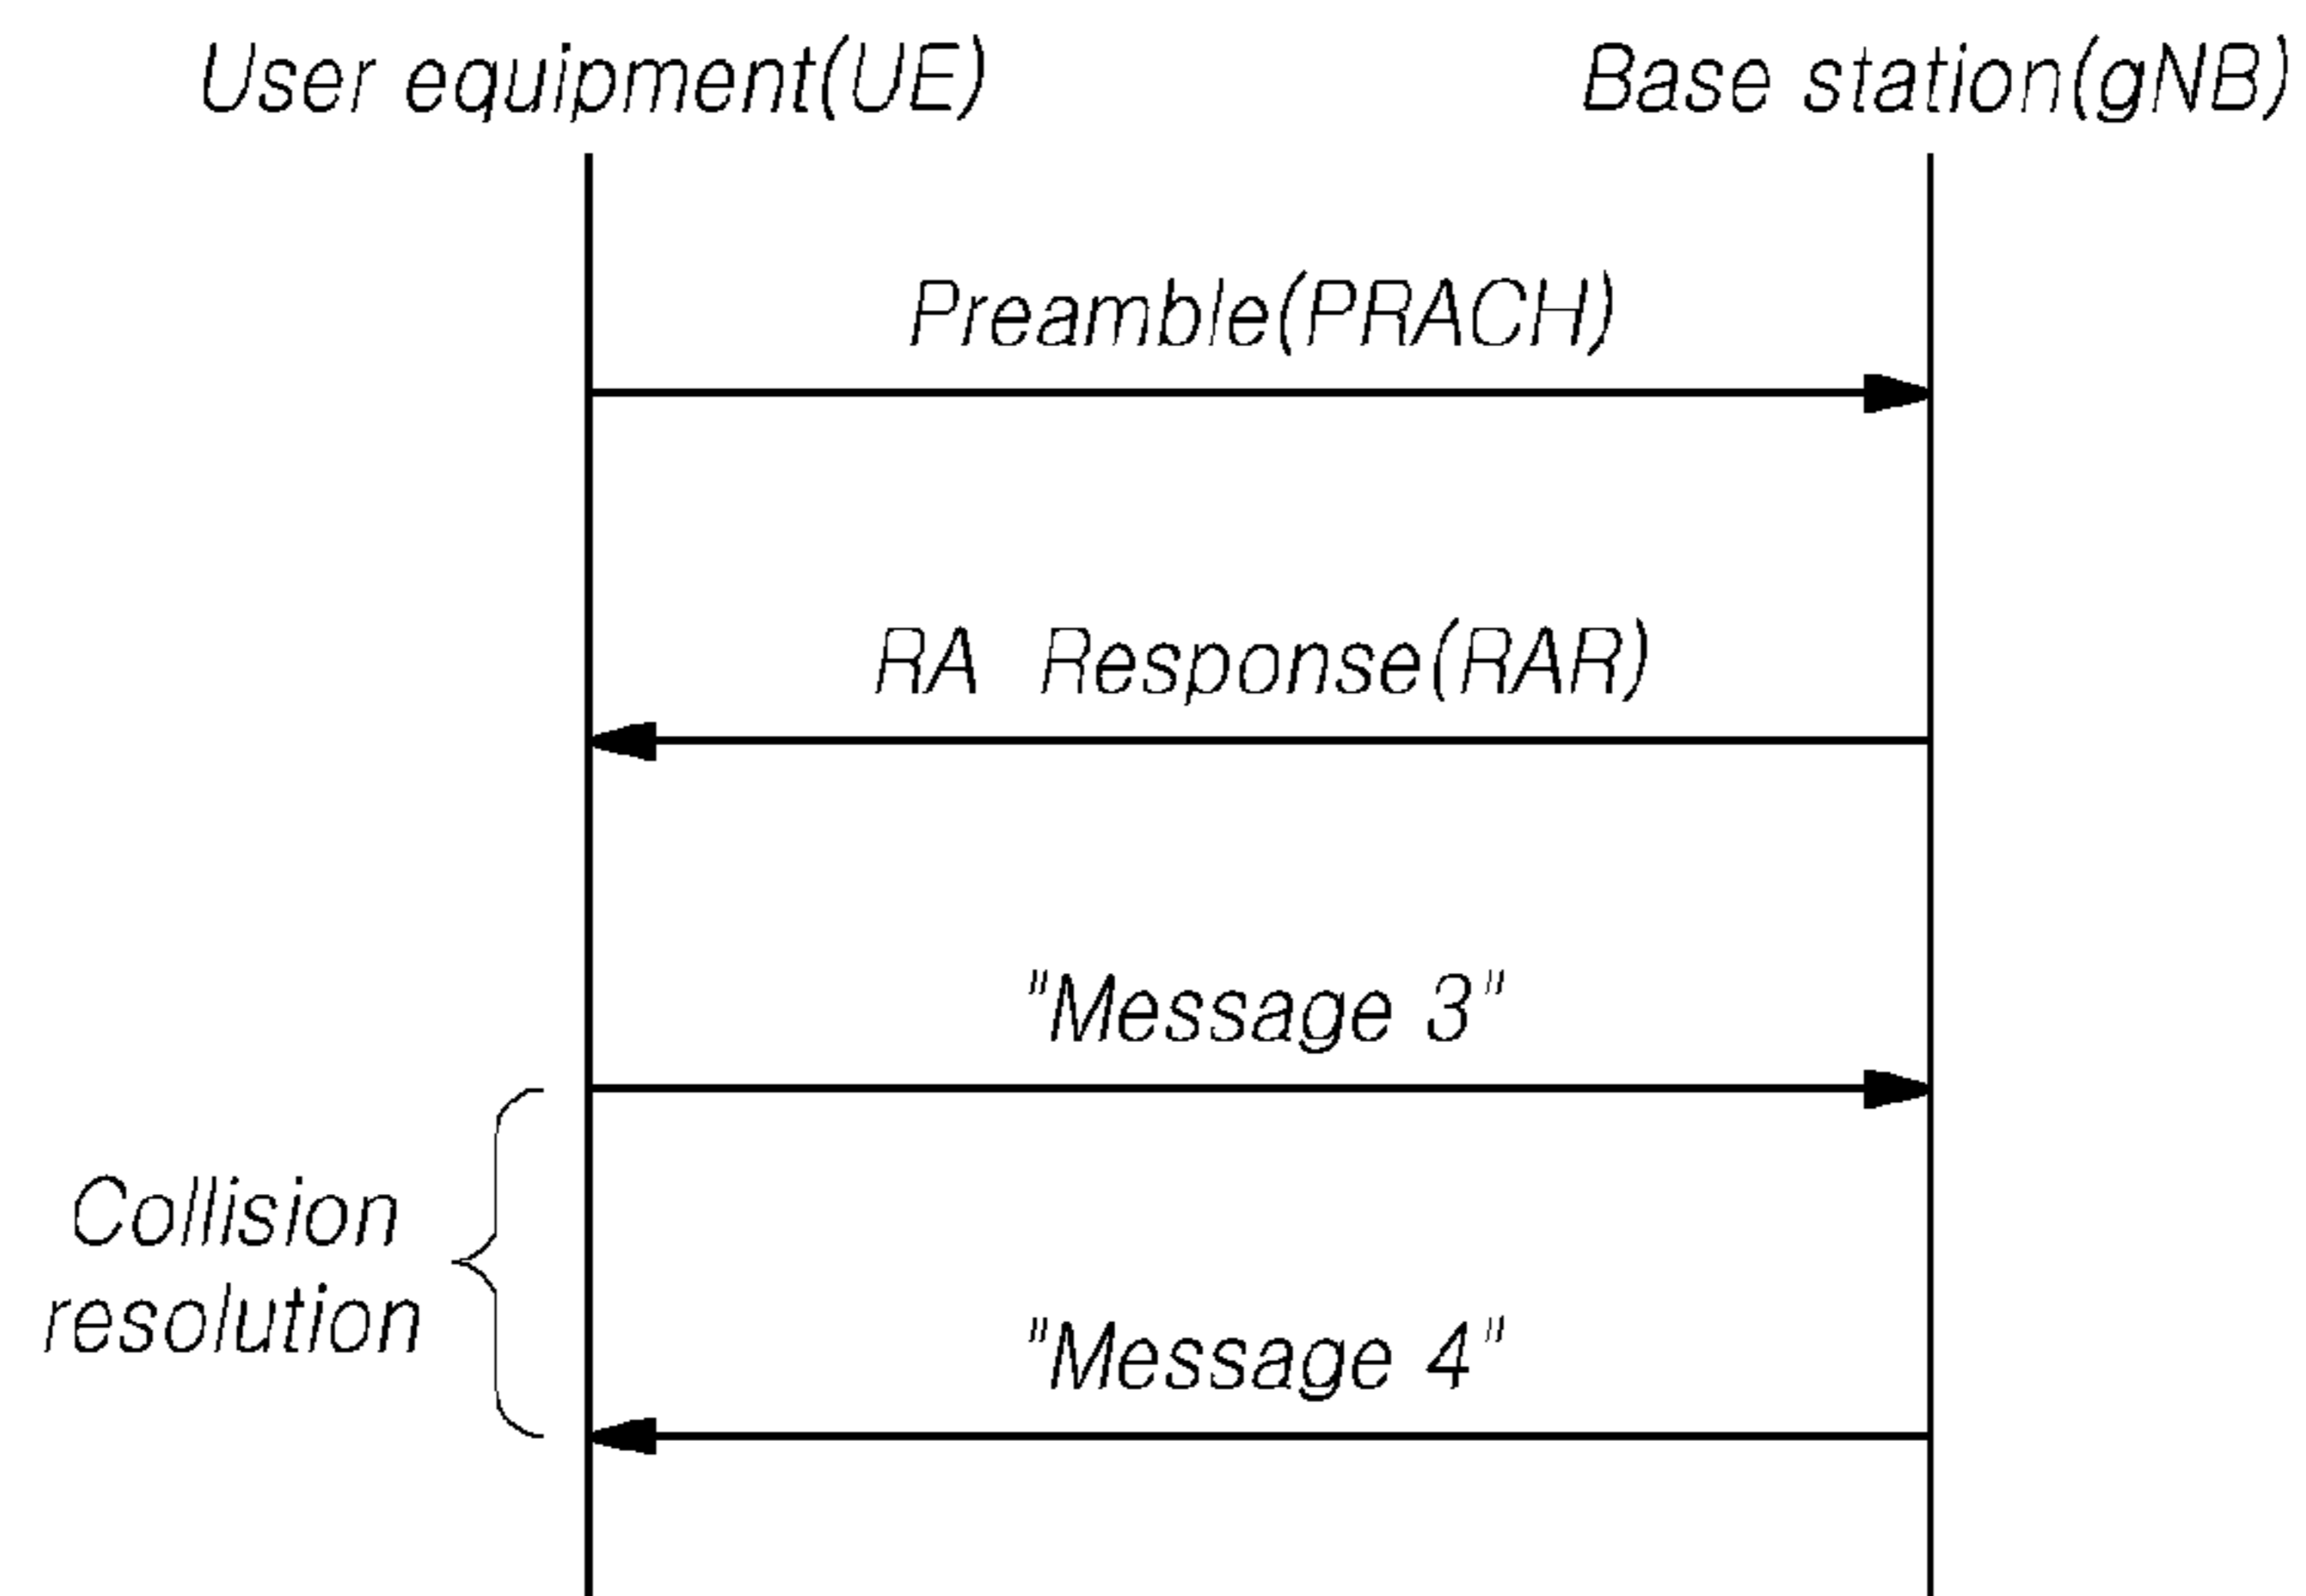 User equipment(UE)
Base station(gNB)
Preamble(PRACH)
RA Response(RAR)
"Message 3"
Collision
resolution
"Message 4"